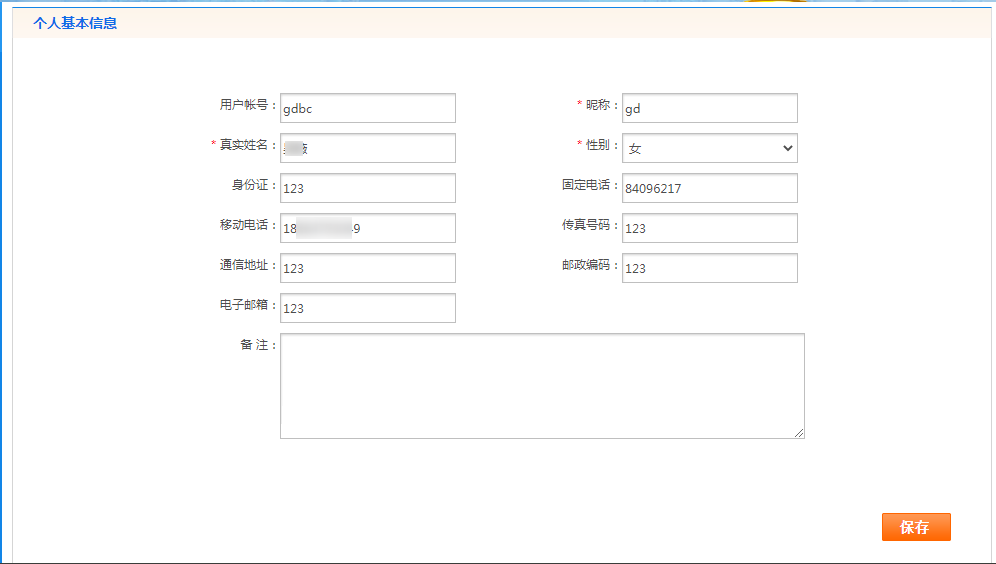 个人基本信息
用户帐号：gdbc
* 昵称：gd
* 真实姓名：
* 性别：女
身份证：123
固定电话：84096217
移动电话：18 9
传真号码：123
通信地址：123
邮政编码：123
电子邮箱：123
备 注：
保存